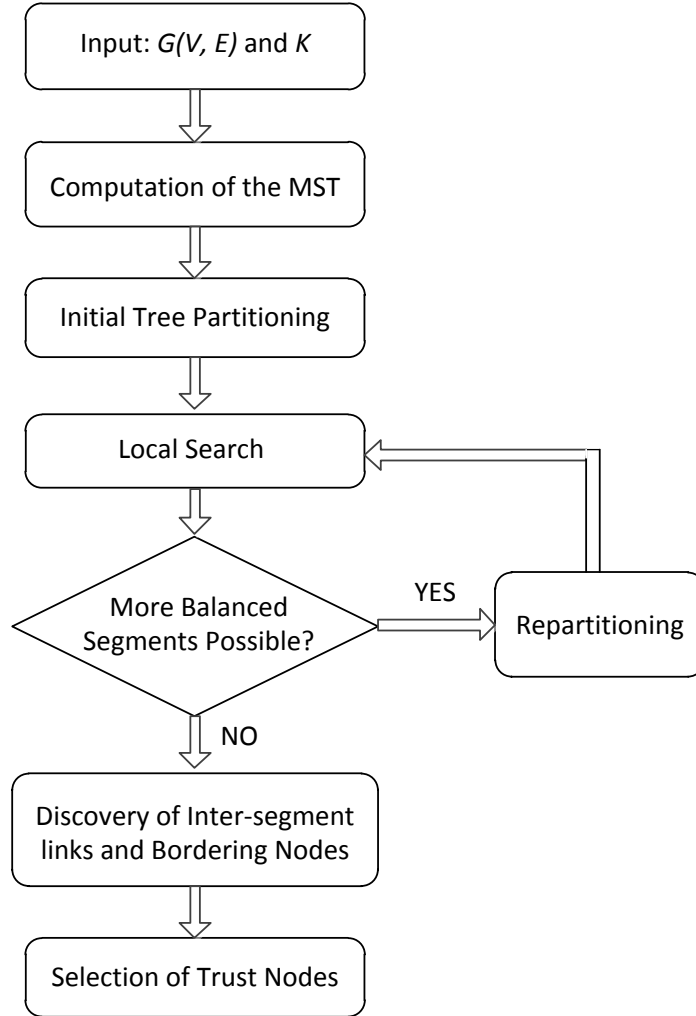 Input: G(V, E) and K
Computation of the MST
Initial Tree Partitioning
Local Search
More Balanced
Segments Possible?
YES
Repartitioning
NO
Discovery of Inter-segment
links and Bordering Nodes
Selection of Trust Nodes